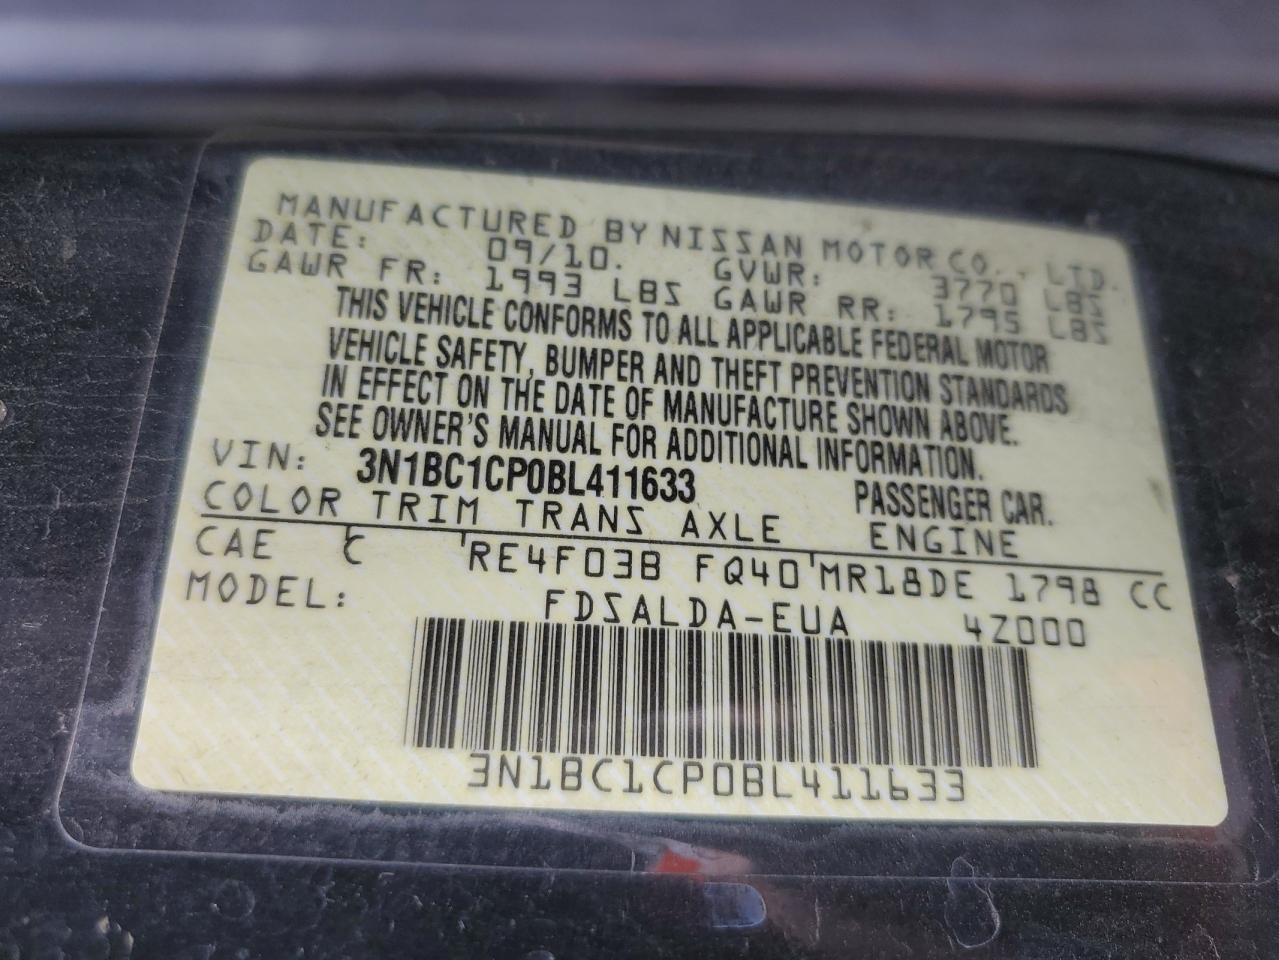 MANUFACTURED BY NISSAN MOTOR CO., LTD.
DATE: 09/10. GVWR: 3770 LBS
GAWR FR: 1993 LBS GAWR RR: 1795 LBS
THIS VEHICLE CONFORMS TO ALL APPLICABLE FEDERAL MOTOR
VEHICLE SAFETY, BUMPER AND THEFT PREVENTION STANDARDS
IN EFFECT ON THE DATE OF MANUFACTURE SHOWN ABOVE.
SEE OWNER'S MANUAL FOR ADDITIONAL INFORMATION.
VIN: 3N1BC1CP0BL411633 PASSENGER CAR.
COLOR TRIM TRANS AXLE ENGINE
CAE C RE4F03B FQ40 MR18DE 1798 CC
MODEL: FDSALDA-EUA 4Z000
3N1BC1CP0BL411633